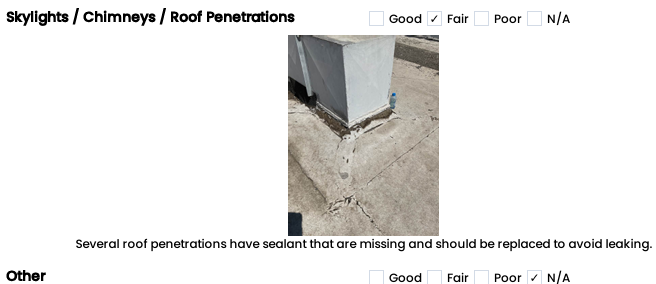 Skylights / Chimneys / Roof Penetrations Good ✓ Fair Poor N/A
Several roof penetrations have sealant that are missing and should be replaced to avoid leaking.
Other Good Fair Poor ✓ N/A